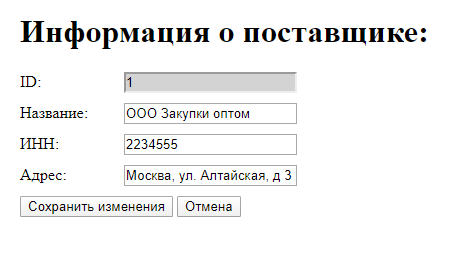 Информация о поставщике:
ID: 1
Название: ООО Закупки оптом
ИНН: 2234555
Адрес: Москва, ул. Алтайская, д 3
Сохранить изменения Отмена